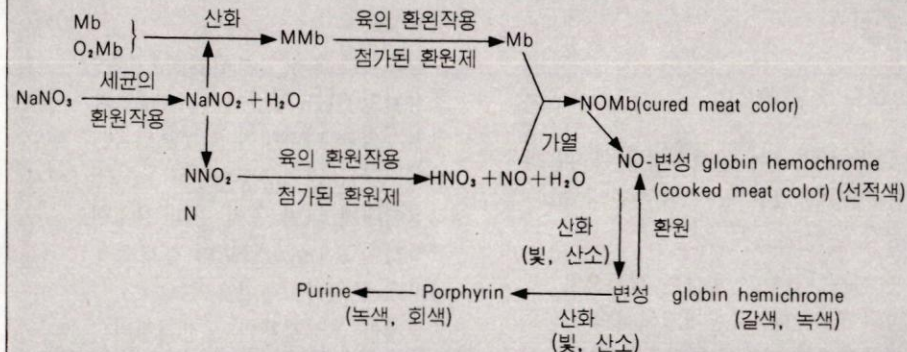 Mb
O₂Mb
산화
MMb
육의 환왼작용
첨가된 환원제
Mb
NaNO₃
세균의
환원작용
NaNO₂+H₂O
NOMb(cured meat color)
가열
NNO₂
육의 환원작용
첨가된 환원제
HNO₃+NO+H₂O
NO-변성 globin hemochrome
(cooked meat color) (선적색)
N
산화
(빛, 산소)
환원
Purine
Porphyrin
변성 globin hemichrome
(녹색, 회색)
산화
(빛, 산소)
(갈색, 녹색)